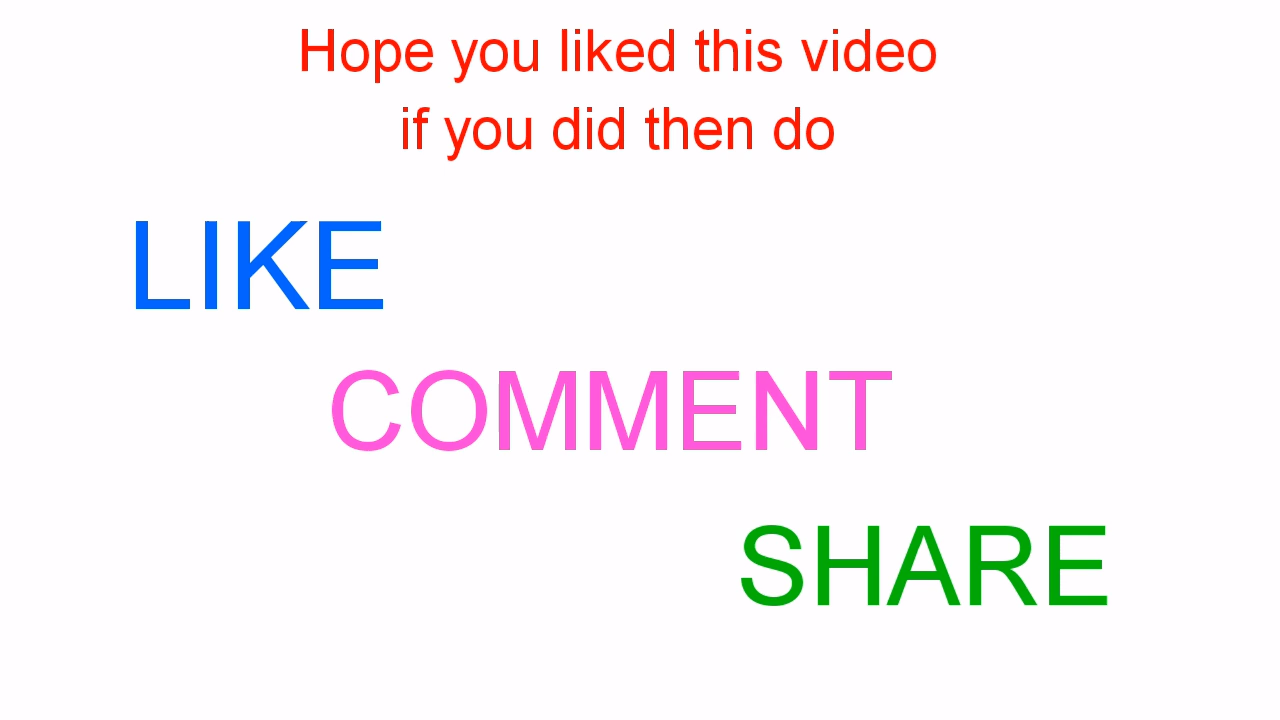 Hope you liked this video
if you did then do
LIKE
COMMENT
SHARE